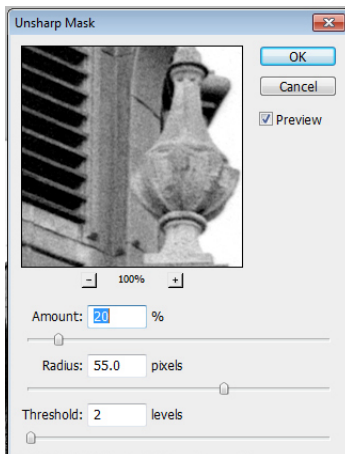 Unsharp Mask
OK
Cancel
Preview
- 100% +
Amount: 20 %
Radius: 55.0 pixels
Threshold: 2 levels